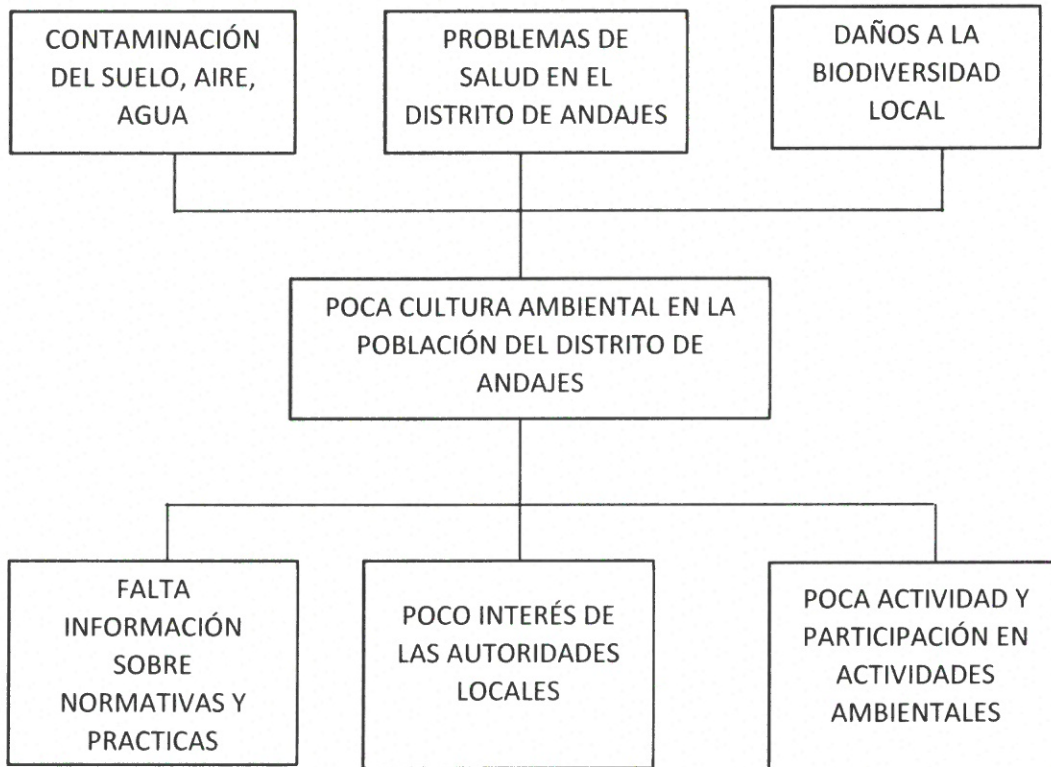 CONTAMINACIÓN
DEL SUELO, AIRE,
AGUA
PROBLEMAS DE
SALUD EN EL
DISTRITO DE ANDAJES
DAÑOS A LA
BIODIVERSIDAD
LOCAL
POCA CULTURA AMBIENTAL EN LA
POBLACIÓN DEL DISTRITO DE
ANDAJES
FALTA
INFORMACIÓN
SOBRE
NORMATIVAS Y
PRACTICAS
POCO INTERÉS DE
LAS AUTORIDADES
LOCALES
POCA ACTIVIDAD Y
PARTICIPACIÓN EN
ACTIVIDADES
AMBIENTALES